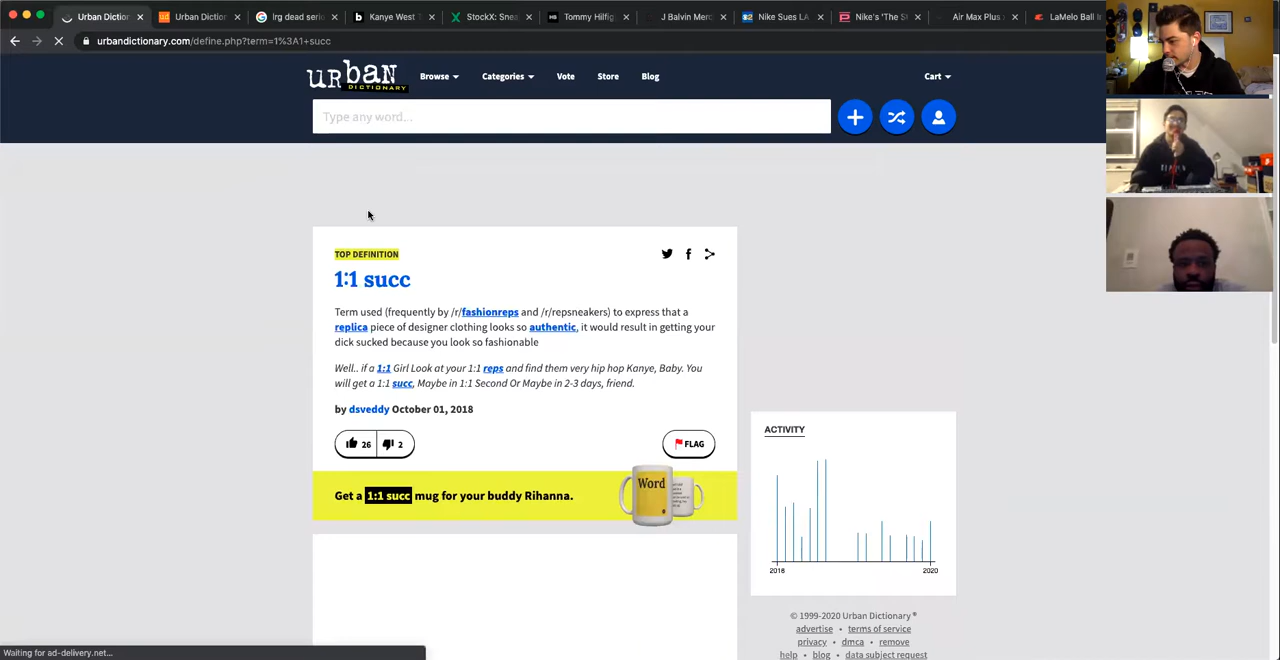 Urban Diction
Urban Diction
lrg dead serio
Kanye West T
StockX: Snea
Tommy Hilfig
J Balvin Merc
Nike Sues LA
Nike's 'The S
Air Max Plus
LaMelo Ball In
urbandictionary.com/define.php?term=1%3A1+succ
urban
DICTIONARY
Browse
Categories
Vote
Store
Blog
Cart
Type any word...
TOP DEFINITION
1:1 succ
Term used (frequently by /r/fashionreps and /r/repsneakers) to express that a
replica piece of designer clothing looks so authentic, it would result in getting your
dick sucked because you look so fashionable
Well.. if a 1:1 Girl Look at your 1:1 reps and find them very hip hop Kanye, Baby. You
will get a 1:1 succ, Maybe in 1:1 Second Or Maybe in 2-3 days, friend.
by dsveddy October 01, 2018
26
2
FLAG
Get a 1:1 succ mug for your buddy Rihanna.
Word
ACTIVITY
2016
2020
© 1999-2020 Urban Dictionary ®
advertise • terms of service
privacy • dmca • remove
help • blog • data subject request
Waiting for ad-delivery.net...